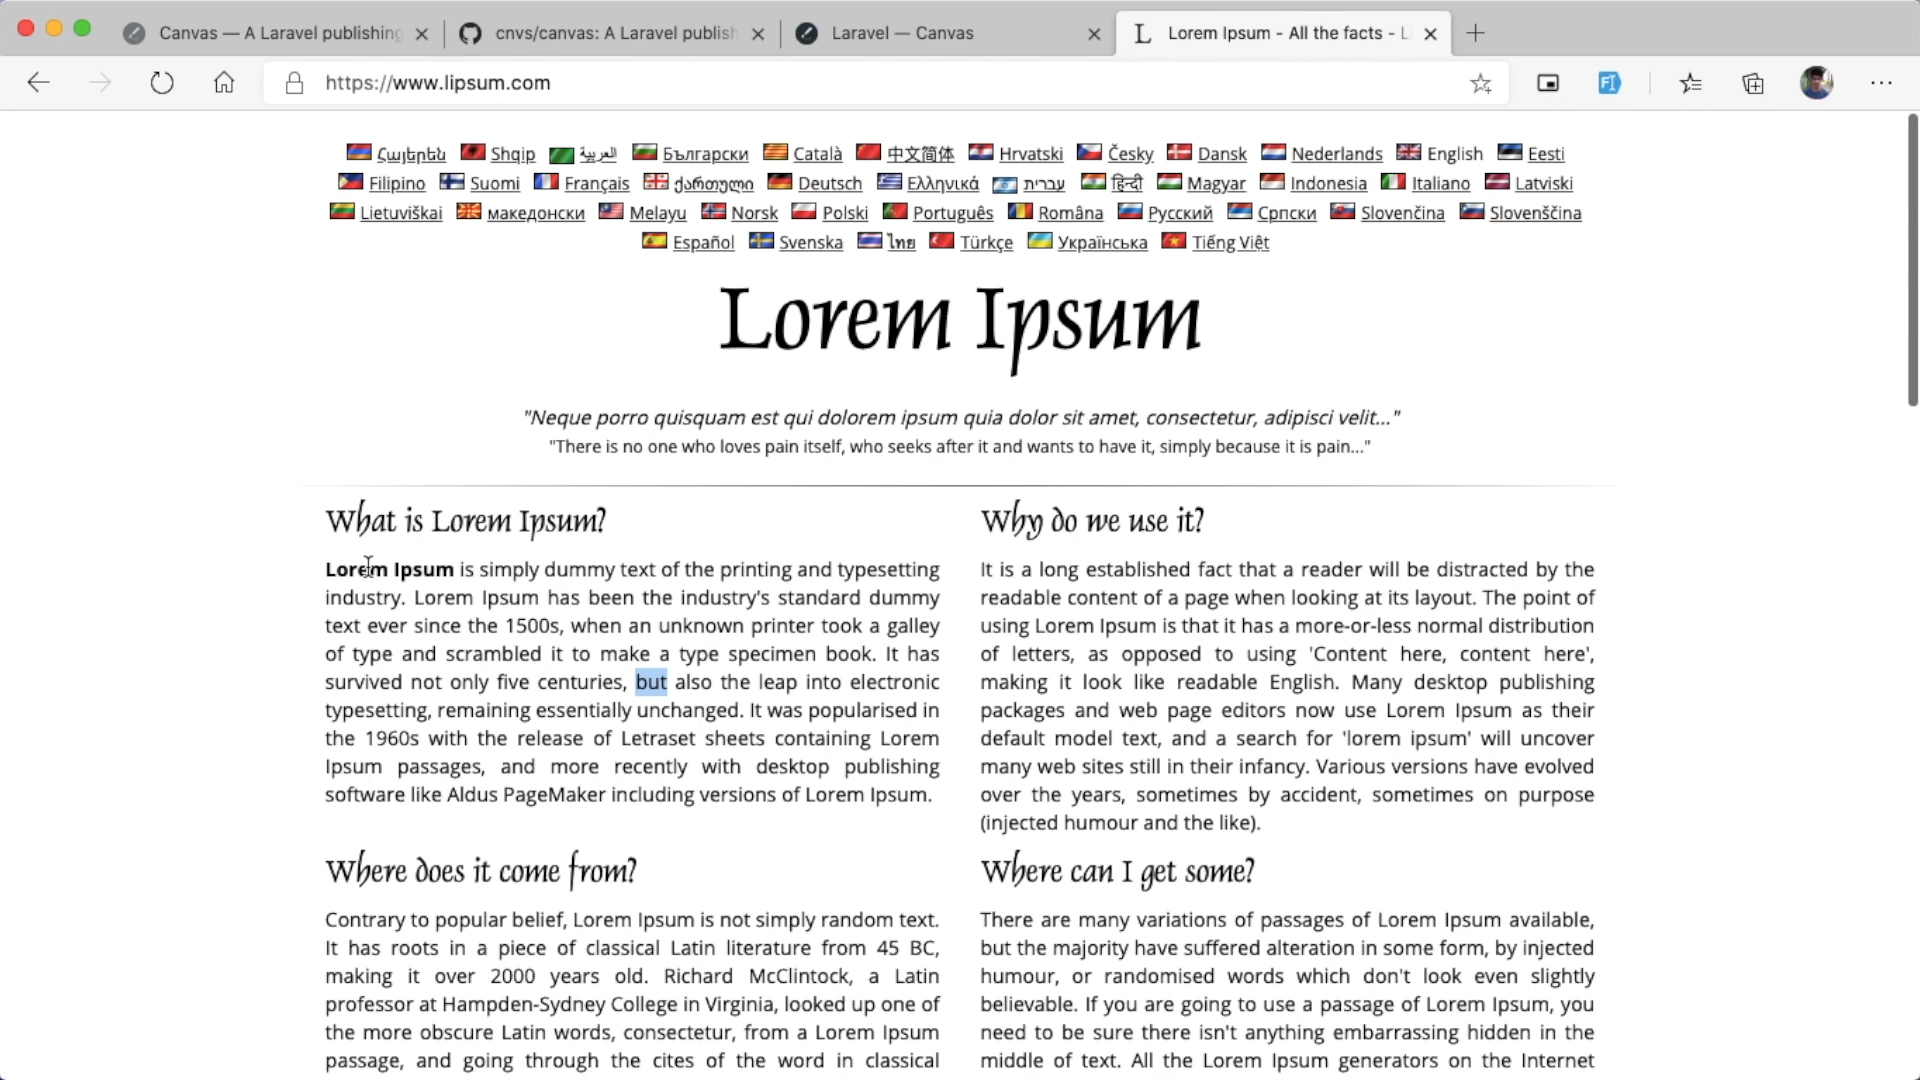 Canvas — A Laravel publishing
cnvs/canvas: A Laravel publish
Laravel — Canvas
Lorem Ipsum - All the facts - L
https://www.lipsum.com
Հայերեն Shqip العربية Български Català 中文简体 Hrvatski Česky Dansk Nederlands English Eesti
Filipino Suomi Français ქართული Deutsch Ελληνικά עברית हिन्दी Magyar Indonesia Italiano Latviski
Lietuviškai македонски Melayu Norsk Polski Português Româna Русский Српски Slovenčina Slovenščina
Español Svenska ไทย Türkçe Українська Tiếng Việt
Lorem Ipsum
"Neque porro quisquam est qui dolorem ipsum quia dolor sit amet, consectetur, adipisci velit..."
"There is no one who loves pain itself, who seeks after it and wants to have it, simply because it is pain..."
What is Lorem Ipsum?
Lorem Ipsum is simply dummy text of the printing and typesetting
industry. Lorem Ipsum has been the industry's standard dummy
text ever since the 1500s, when an unknown printer took a galley
of type and scrambled it to make a type specimen book. It has
survived not only five centuries, but also the leap into electronic
typesetting, remaining essentially unchanged. It was popularised in
the 1960s with the release of Letraset sheets containing Lorem
Ipsum passages, and more recently with desktop publishing
software like Aldus PageMaker including versions of Lorem Ipsum.
Why do we use it?
It is a long established fact that a reader will be distracted by the
readable content of a page when looking at its layout. The point of
using Lorem Ipsum is that it has a more-or-less normal distribution
of letters, as opposed to using 'Content here, content here',
making it look like readable English. Many desktop publishing
packages and web page editors now use Lorem Ipsum as their
default model text, and a search for 'lorem ipsum' will uncover
many web sites still in their infancy. Various versions have evolved
over the years, sometimes by accident, sometimes on purpose
(injected humour and the like).
Where does it come from?
Contrary to popular belief, Lorem Ipsum is not simply random text.
It has roots in a piece of classical Latin literature from 45 BC,
making it over 2000 years old. Richard McClintock, a Latin
professor at Hampden-Sydney College in Virginia, looked up one of
the more obscure Latin words, consectetur, from a Lorem Ipsum
passage, and going through the cites of the word in classical
Where can I get some?
There are many variations of passages of Lorem Ipsum available,
but the majority have suffered alteration in some form, by injected
humour, or randomised words which don't look even slightly
believable. If you are going to use a passage of Lorem Ipsum, you
need to be sure there isn't anything embarrassing hidden in the
middle of text. All the Lorem Ipsum generators on the Internet